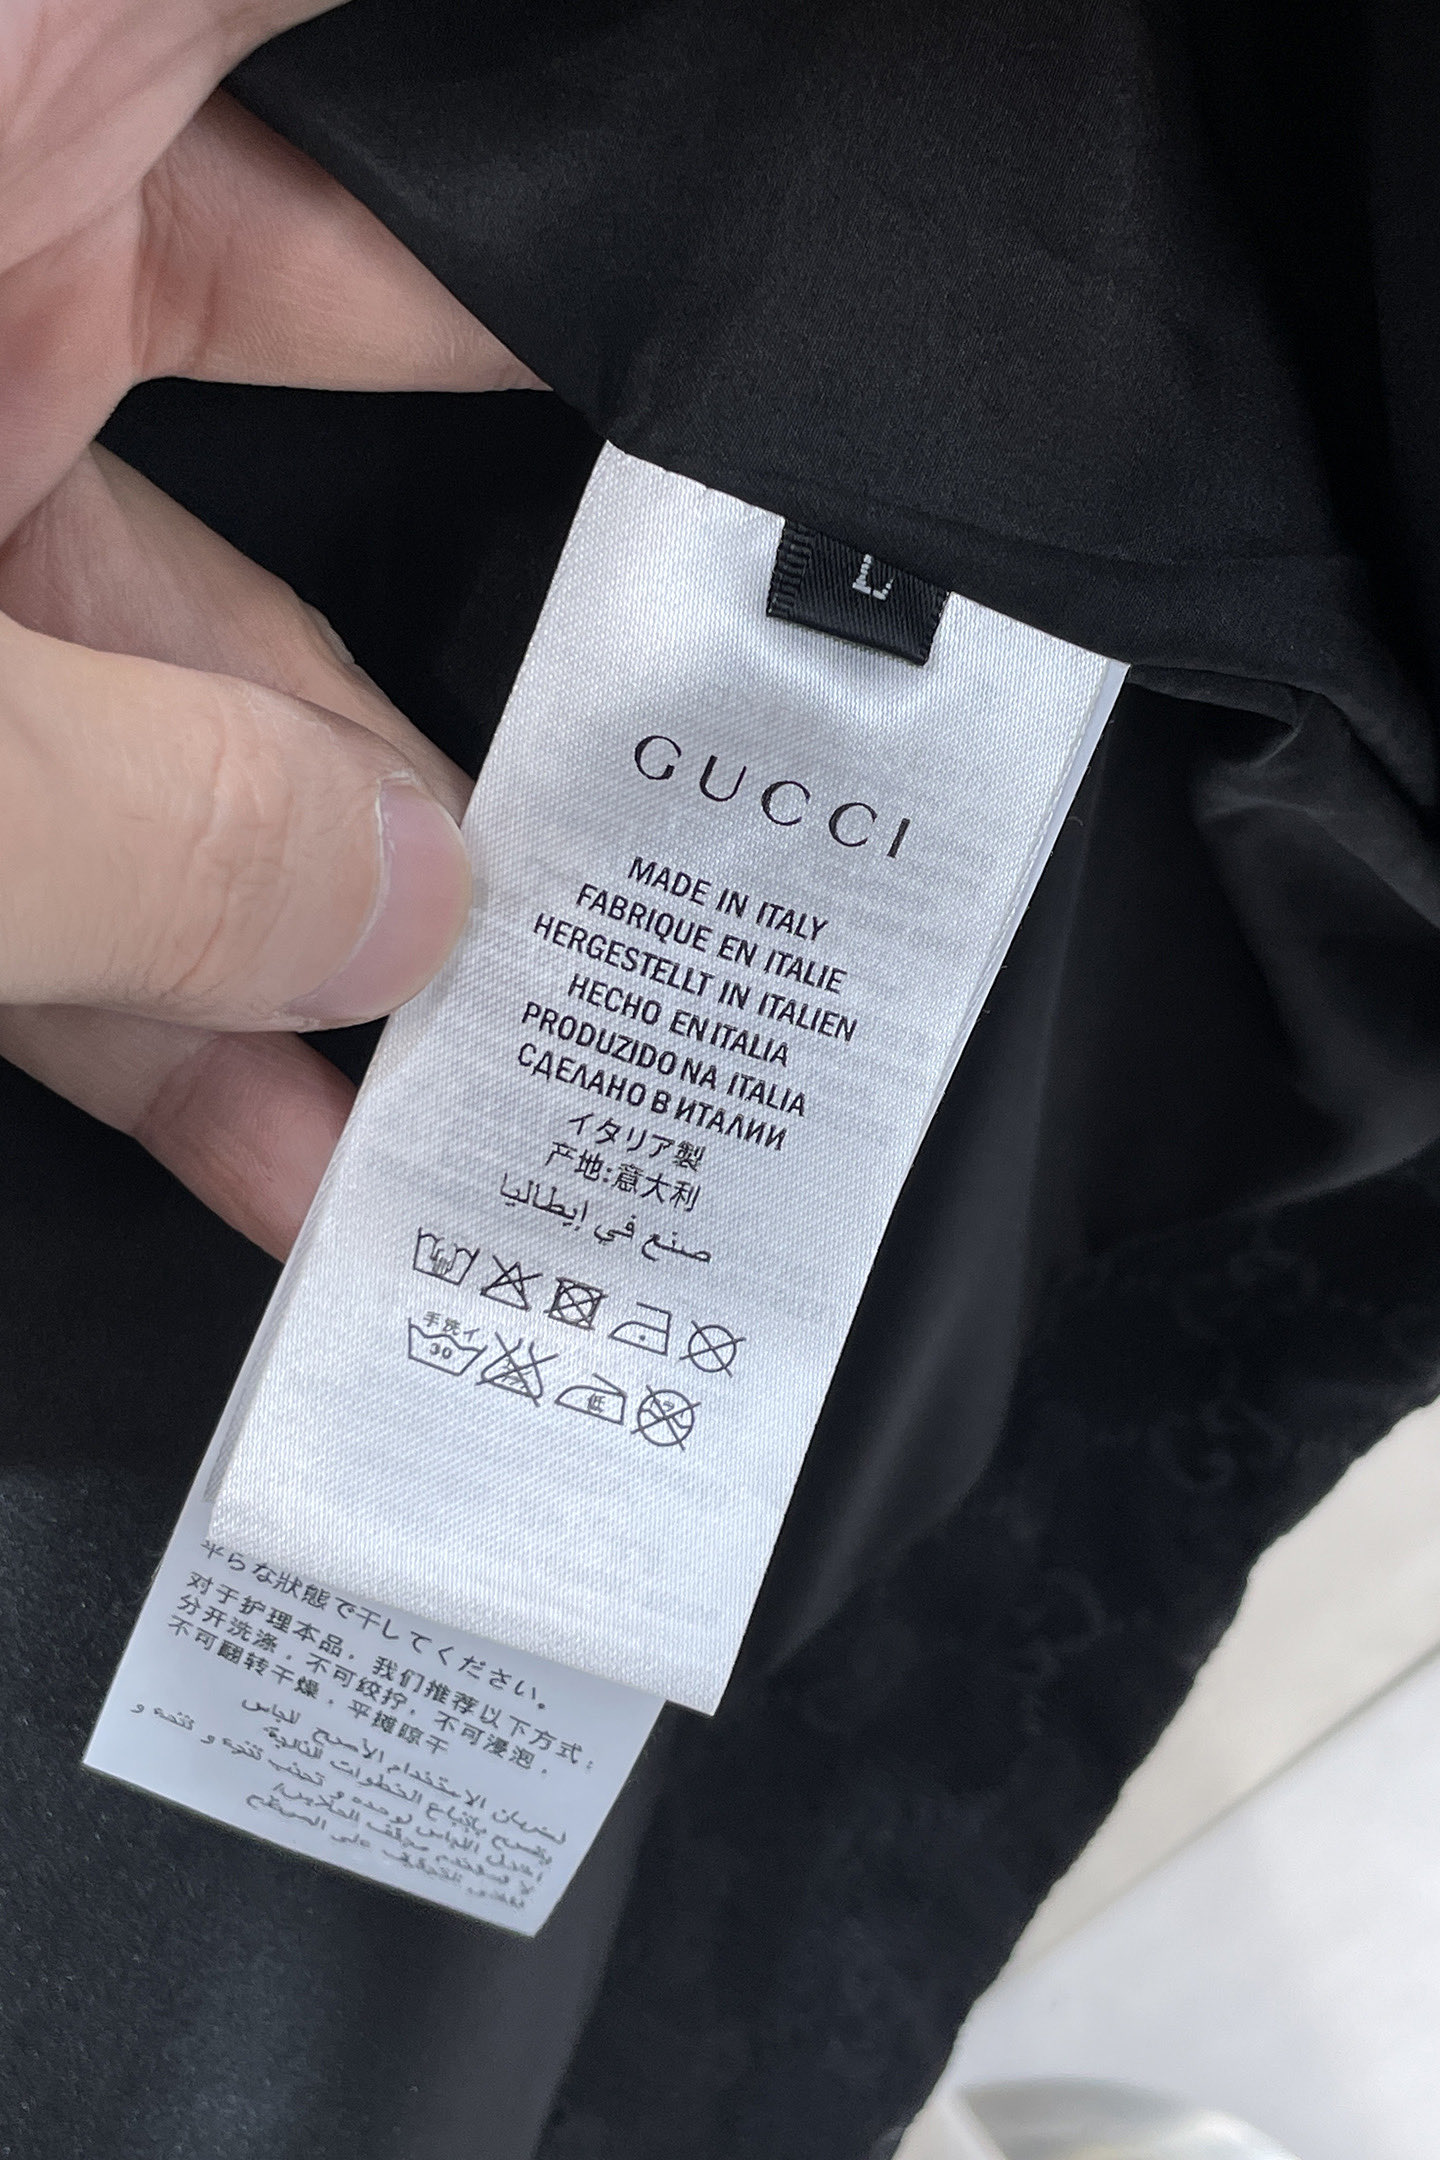 GUCCI
MADE IN ITALY
FABRIQUE EN ITALIE
HERGESTELLT IN ITALIEN
HECHO EN ITALIA
PRODUZIDO NA ITALIA
СДЕЛАНО В ИТАЛИИ
イタリア製
产地:意大利
صنع في إيطاليا
手洗イ
30
低
平らな狀態で干してください。
对于护理本品，我们推荐以下方式:
分开洗涤，不可绞拧，不可浸泡，
不可翻转干燥，平摊晾干